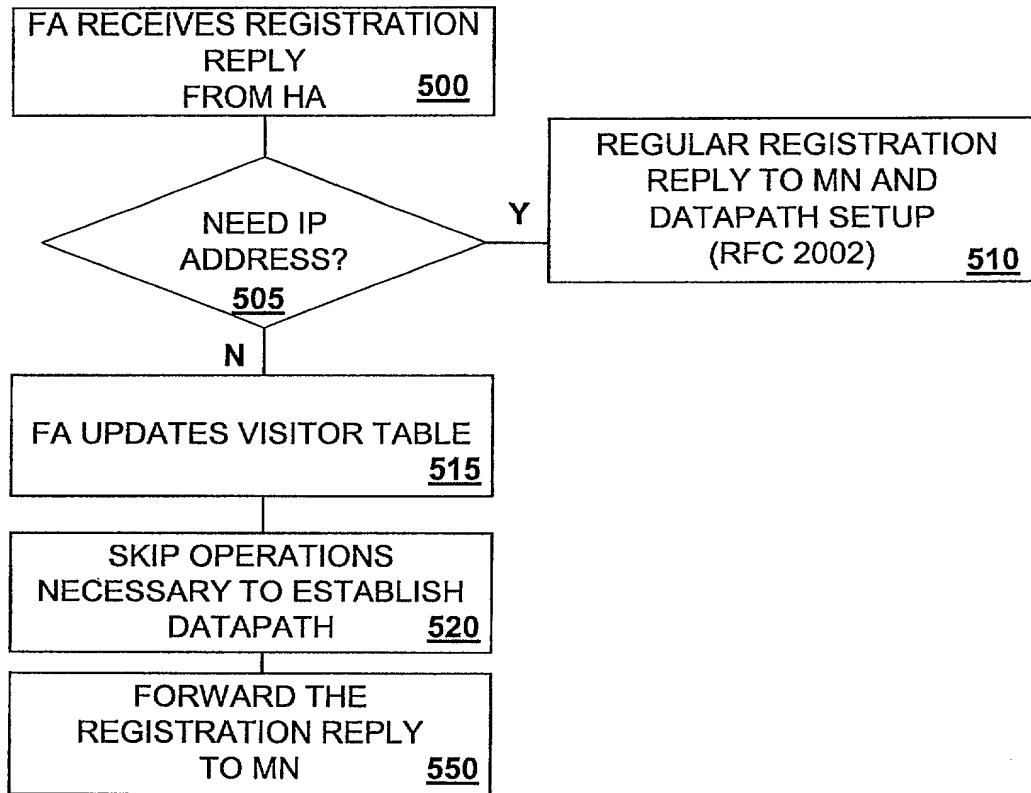 FA RECEIVES REGISTRATION
REPLY
FROM HA 500
NEED IP
ADDRESS?
505
Y
REGULAR REGISTRATION
REPLY TO MN AND
DATAPATH SETUP
(RFC 2002) 510
N
FA UPDATES VISITOR TABLE
515
SKIP OPERATIONS
NECESSARY TO ESTABLISH
DATAPATH 520
FORWARD THE
REGISTRATION REPLY
TO MN 550